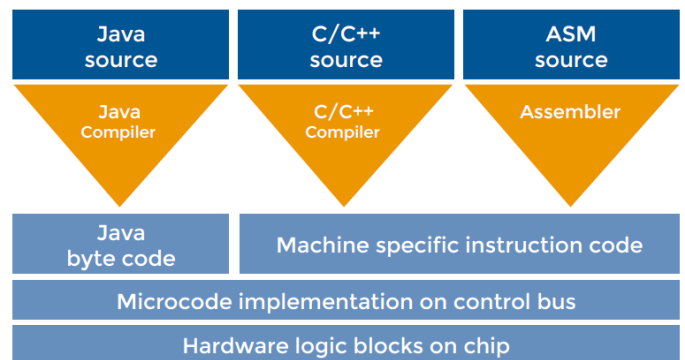 Java
source
C/C++
source
ASM
source
Java
Compiler
C/C++
Compiler
Assembler
Java
byte code
Machine specific instruction code
Microcode implementation on control bus
Hardware logic blocks on chip